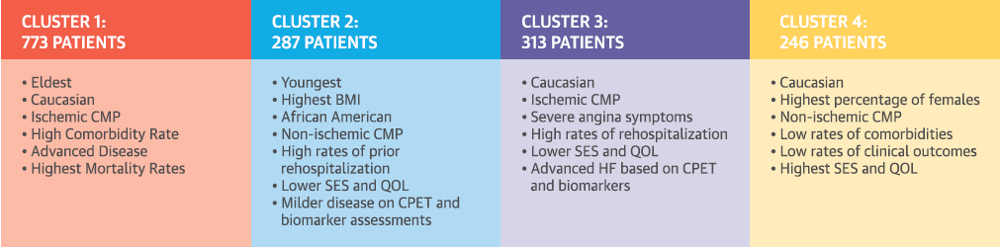 CLUSTER 1:
773 PATIENTS
• Eldest
• Caucasian
• Ischemic CMP
• High Comorbidity Rate
• Advanced Disease
• Highest Mortality Rates
CLUSTER 2:
287 PATIENTS
• Youngest
• Highest BMI
• African American
• Non-ischemic CMP
• High rates of prior
rehospitalization
• Lower SES and QOL
• Milder disease on CPET and
biomarker assessments
CLUSTER 3:
313 PATIENTS
• Caucasian
• Ischemic CMP
• Severe angina symptoms
• High rates of rehospitalization
• Lower SES and QOL
• Advanced HF based on CPET
and biomarkers
CLUSTER 4:
246 PATIENTS
• Caucasian
• Highest percentage of females
• Non-ischemic CMP
• Low rates of comorbidities
• Low rates of clinical outcomes
• Highest SES and QOL